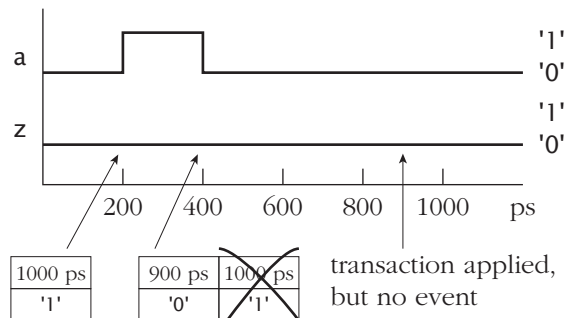 a
'1'
'0'
z
'1'
'0'
200 400 600 800 1000 ps
1000 ps
'1'
900 ps 1000 ps
'0' '1'
transaction applied,
but no event